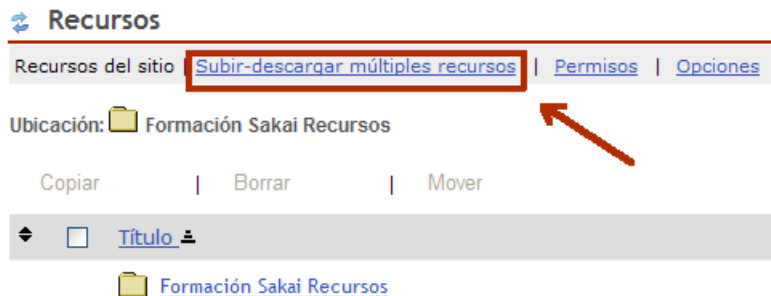 Recursos
Recursos del sitio | Subir-descargar múltiples recursos | Permisos | Opciones
Ubicación: Formación Sakai Recursos
Copiar | Borrar | Mover
Título
Formación Sakai Recursos